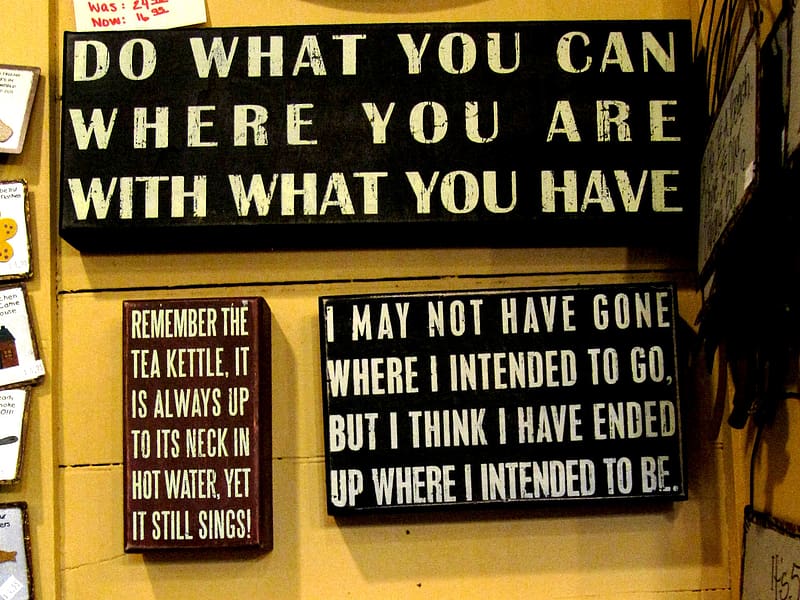 Was: 24
Now: 16
DO WHAT YOU CAN
WHERE YOU ARE
WITH WHAT YOU HAVE
REMEMBER THE
TEA KETTLE, IT
IS ALWAYS UP
TO ITS NECK IN
HOT WATER, YET
IT STILL SINGS!
I MAY NOT HAVE GONE
WHERE I INTENDED TO GO,
BUT I THINK I HAVE ENDED
UP WHERE I INTENDED TO BE.